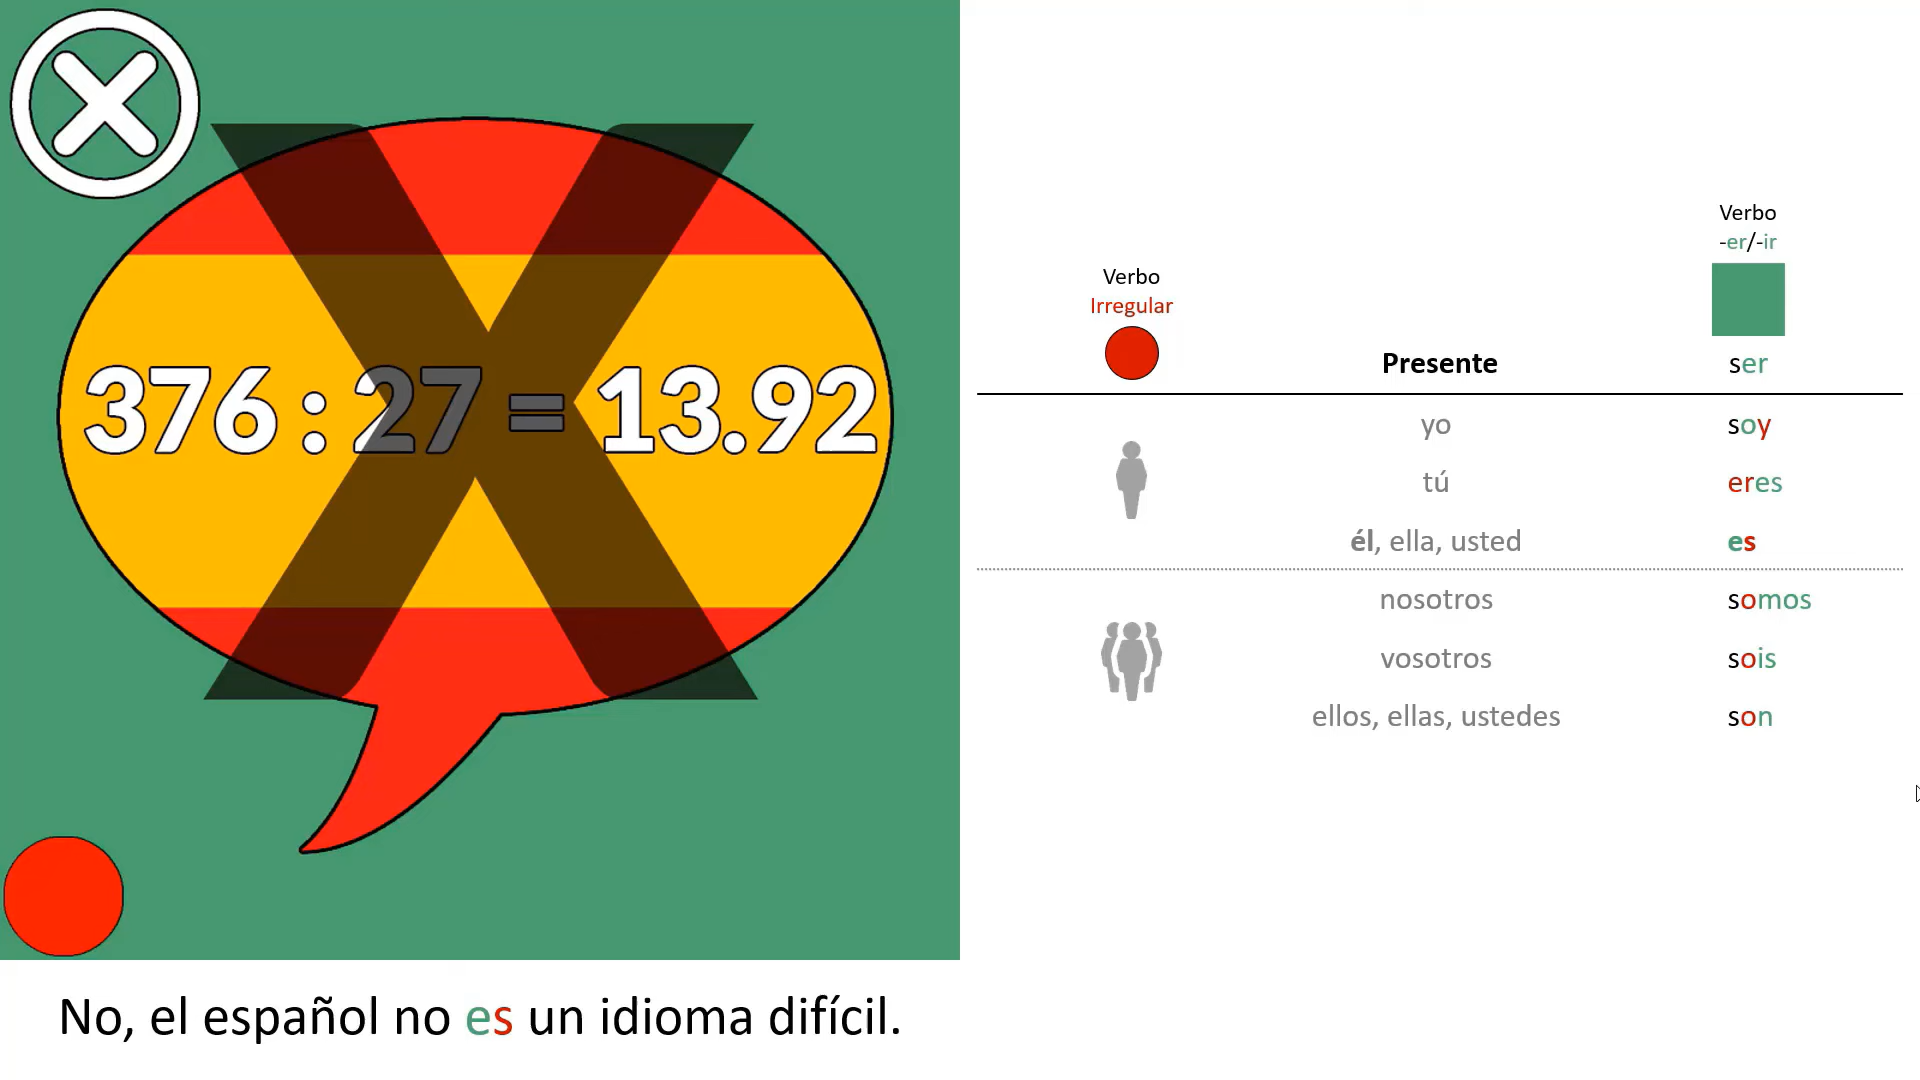 376 : 27 = 13.92
No, el español no es un idioma difícil.
Verbo
-er/-ir
Verbo
Irregular
Presente ser
yo soy
tú eres
él, ella, usted es
nosotros somos
vosotros sois
ellos, ellas, ustedes son